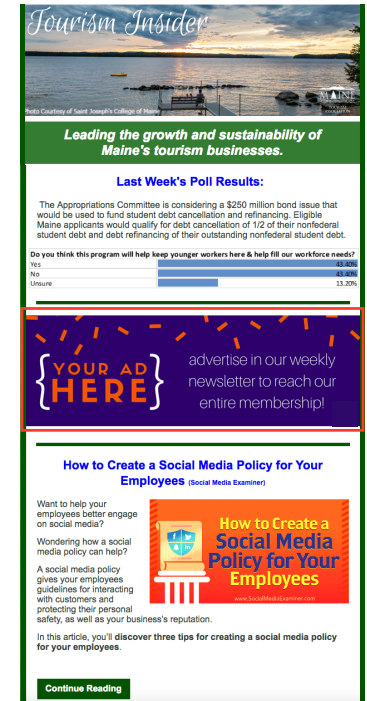 Tourism Insider
Photo Courtesy of Saint Joseph's College of Maine
MAINE
TOURISM
ASSOCIATION
Leading the growth and sustainability of
Maine's tourism businesses.
Last Week's Poll Results:
The Appropriations Committee is considering a $250 million bond issue that
would be used to fund student debt cancellation and refinancing. Eligible
Maine applicants would qualify for debt cancellation of 1/2 of their nonfederal
student debt and debt refinancing of their outstanding nonfederal student debt.
Do you think this program will help keep younger workers here & help fill our workforce needs?
Yes 43.40%
No 43.40%
Unsure 13.20%
{YOUR AD
HERE}
advertise in our weekly
newsletter to reach our
entire membership!
How to Create a Social Media Policy for Your
Employees (Social Media Examiner)
Want to help your
employees better engage
on social media?
Wondering how a social
media policy can help?
A social media policy
gives your employees
guidelines for interacting
with customers and
protecting their personal
safety, as well as your business's reputation.
How to Create a
Social Media
Policy for Your
Employees
www.SocialMediaExaminer.com
In this article, you'll discover three tips for creating a social media policy
for your employees.
Continue Reading